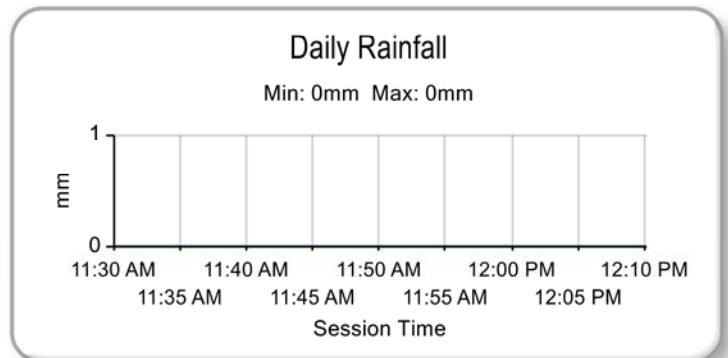 Daily Rainfall
Min: 0mm Max: 0mm
1
mm
0
11:30 AM 11:40 AM 11:50 AM 12:00 PM 12:10 PM
11:35 AM 11:45 AM 11:55 AM 12:05 PM
Session Time